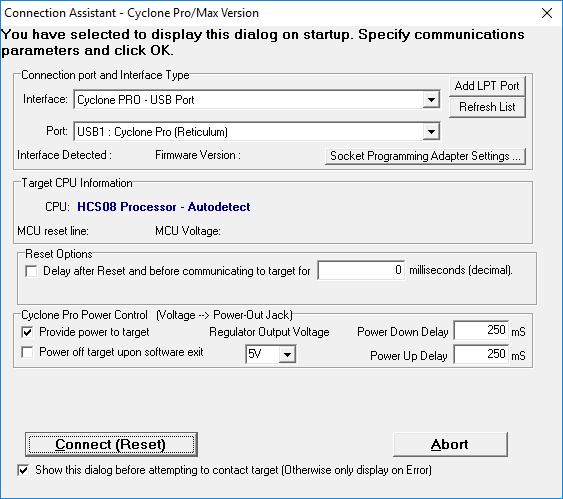 Connection Assistant - Cyclone Pro/Max Version
You have selected to display this dialog on startup. Specify communications
parameters and click OK.
Connection port and Interface Type
Interface: Cyclone PRO - USB Port
Add LPT Port
Refresh List
Port: USB1 : Cyclone Pro (Reticulum)
Interface Detected : Firmware Version : Socket Programming Adapter Settings ...
Target CPU Information
CPU: HCS08 Processor - Autodetect
MCU reset line: MCU Voltage:
Reset Options
Delay after Reset and before communicating to target for 0 milliseconds (decimal).
Cyclone Pro Power Control (Voltage --> Power-Out Jack)
Provide power to target Regulator Output Voltage Power Down Delay 250 mS
Power off target upon software exit 5V Power Up Delay 250 mS
Connect (Reset) Abort
Show this dialog before attempting to contact target (Otherwise only display on Error)